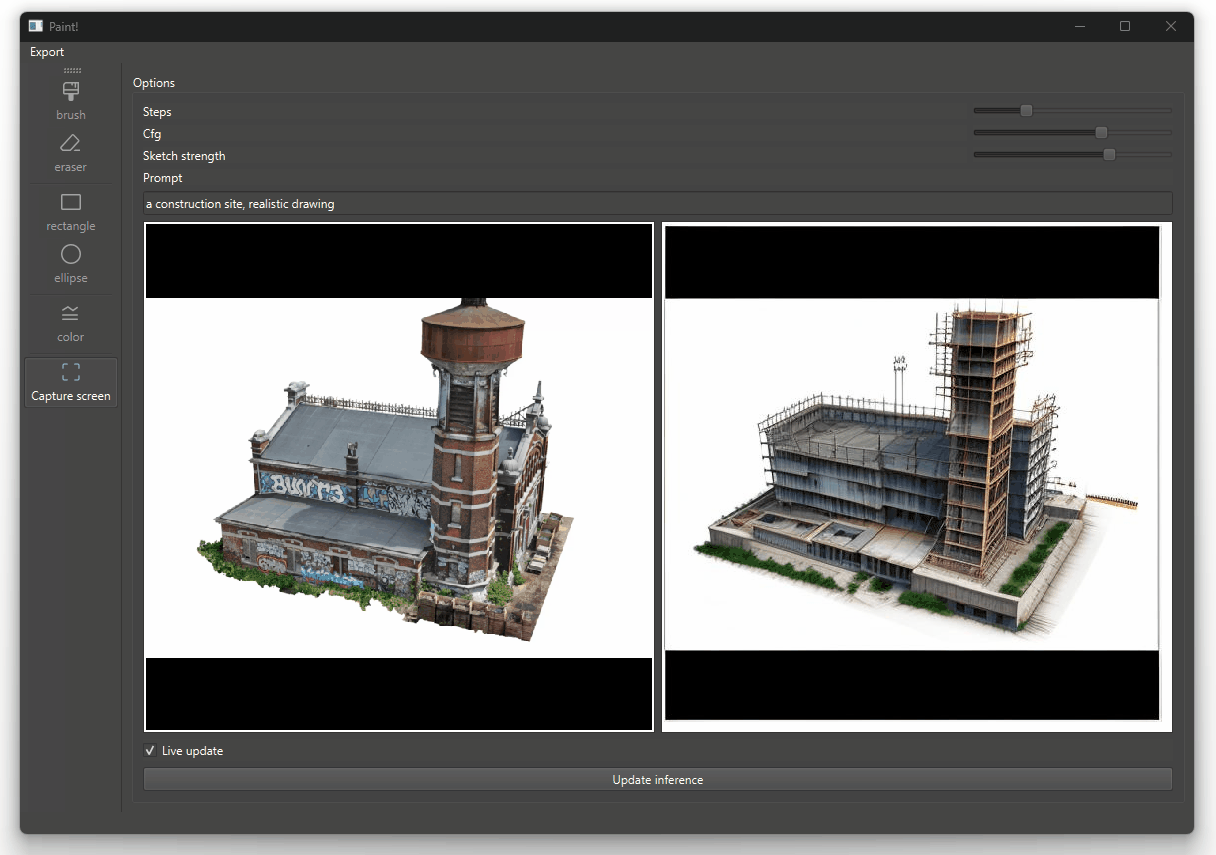 Paint!
Export
brush
eraser
rectangle
ellipse
color
Capture screen
Options
Steps
Cfg
Sketch strength
Prompt
a construction site, realistic drawing
Live update
Update inference